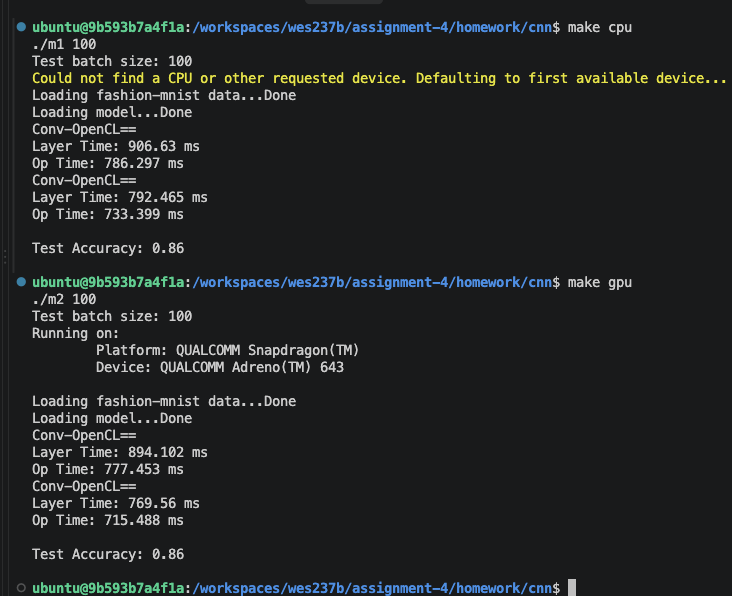 ubuntu@9b593b7a4f1a:/workspaces/wes237b/assignment-4/homework/cnn$ make cpu
./m1 100
Test batch size: 100
Could not find a CPU or other requested device. Defaulting to first available device...
Loading fashion-mnist data...Done
Loading model...Done
Conv-OpenCL==
Layer Time: 906.63 ms
Op Time: 786.297 ms
Conv-OpenCL==
Layer Time: 792.465 ms
Op Time: 733.399 ms
Test Accuracy: 0.86
ubuntu@9b593b7a4f1a:/workspaces/wes237b/assignment-4/homework/cnn$ make gpu
./m2 100
Test batch size: 100
Running on:
Platform: QUALCOMM Snapdragon(TM)
Device: QUALCOMM Adreno(TM) 643
Loading fashion-mnist data...Done
Loading model...Done
Conv-OpenCL==
Layer Time: 894.102 ms
Op Time: 777.453 ms
Conv-OpenCL==
Layer Time: 769.56 ms
Op Time: 715.488 ms
Test Accuracy: 0.86
ubuntu@9b593b7a4f1a:/workspaces/wes237b/assignment-4/homework/cnn$